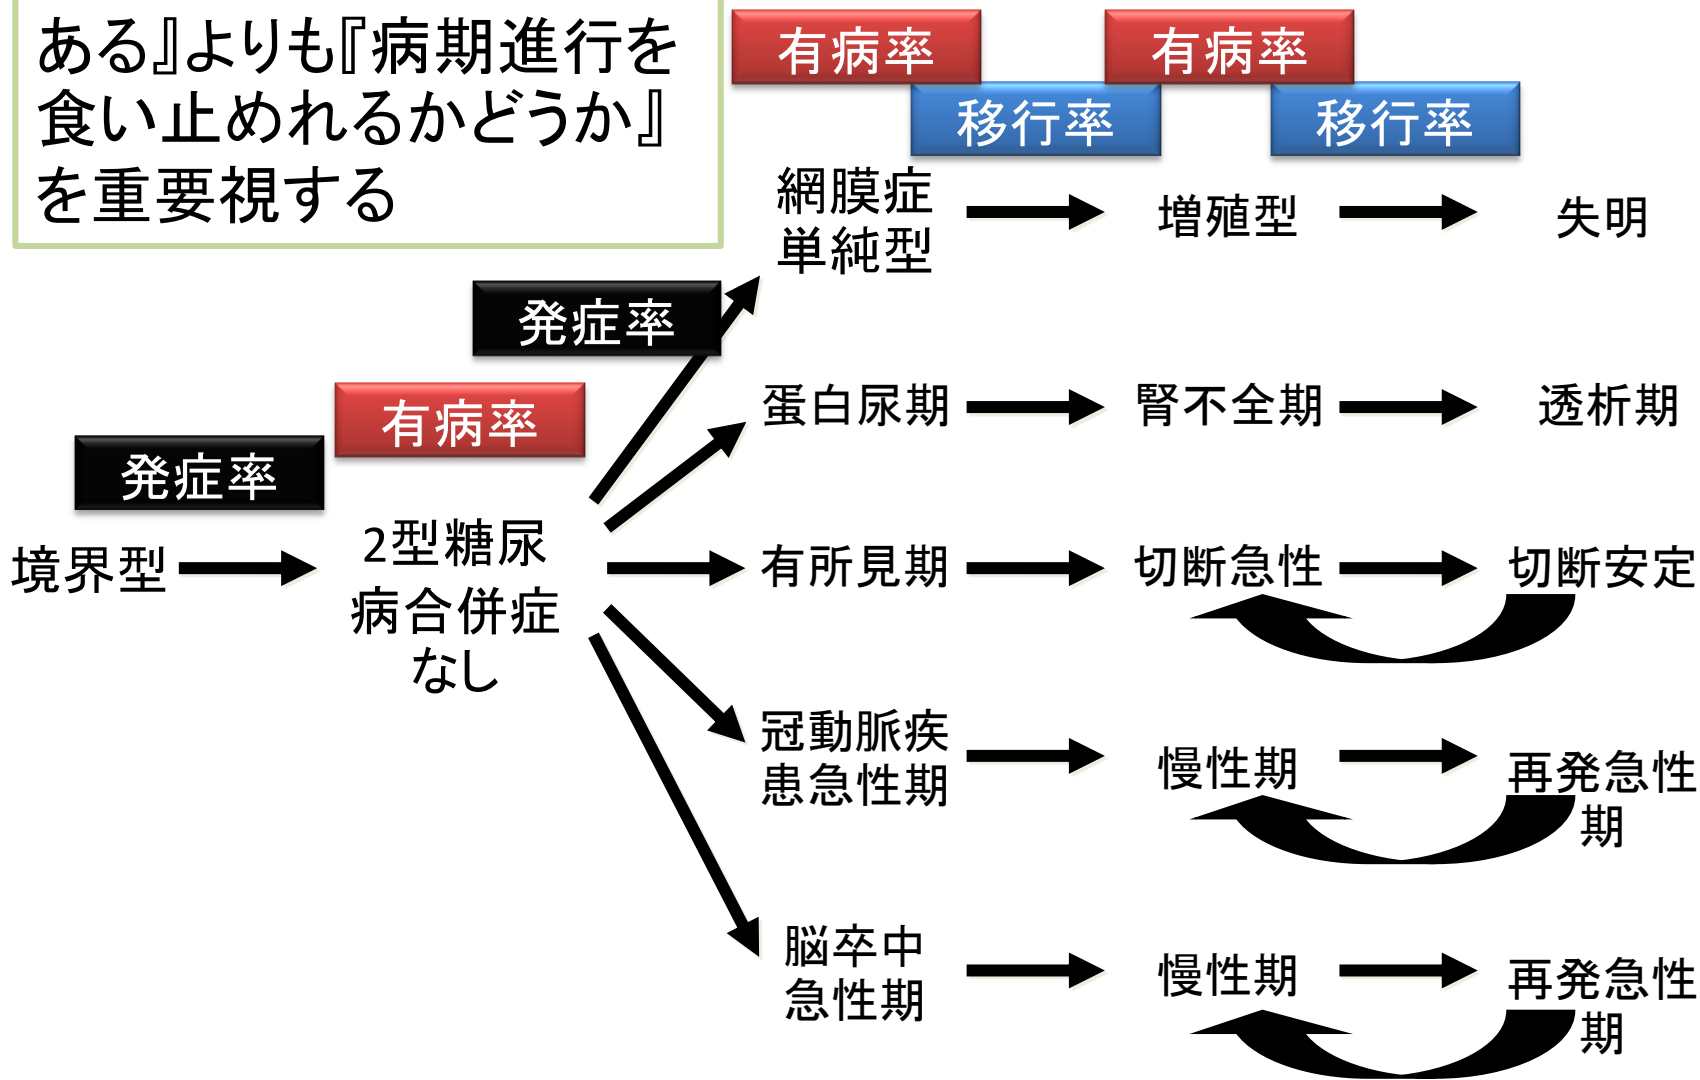 ある』よりも『病期進行を
食い止めれるかどうか』
を重要視する
有病率
有病率
移行率
移行率
網膜症
単純型
増殖型
失明
発症率
蛋白尿期
腎不全期
透析期
有病率
発症率
境界型
2型糖尿
病合併症
なし
有所見期
切断急性
切断安定
冠動脈疾
患急性期
慢性期
再発急性
期
脳卒中
急性期
慢性期
再発急性
期